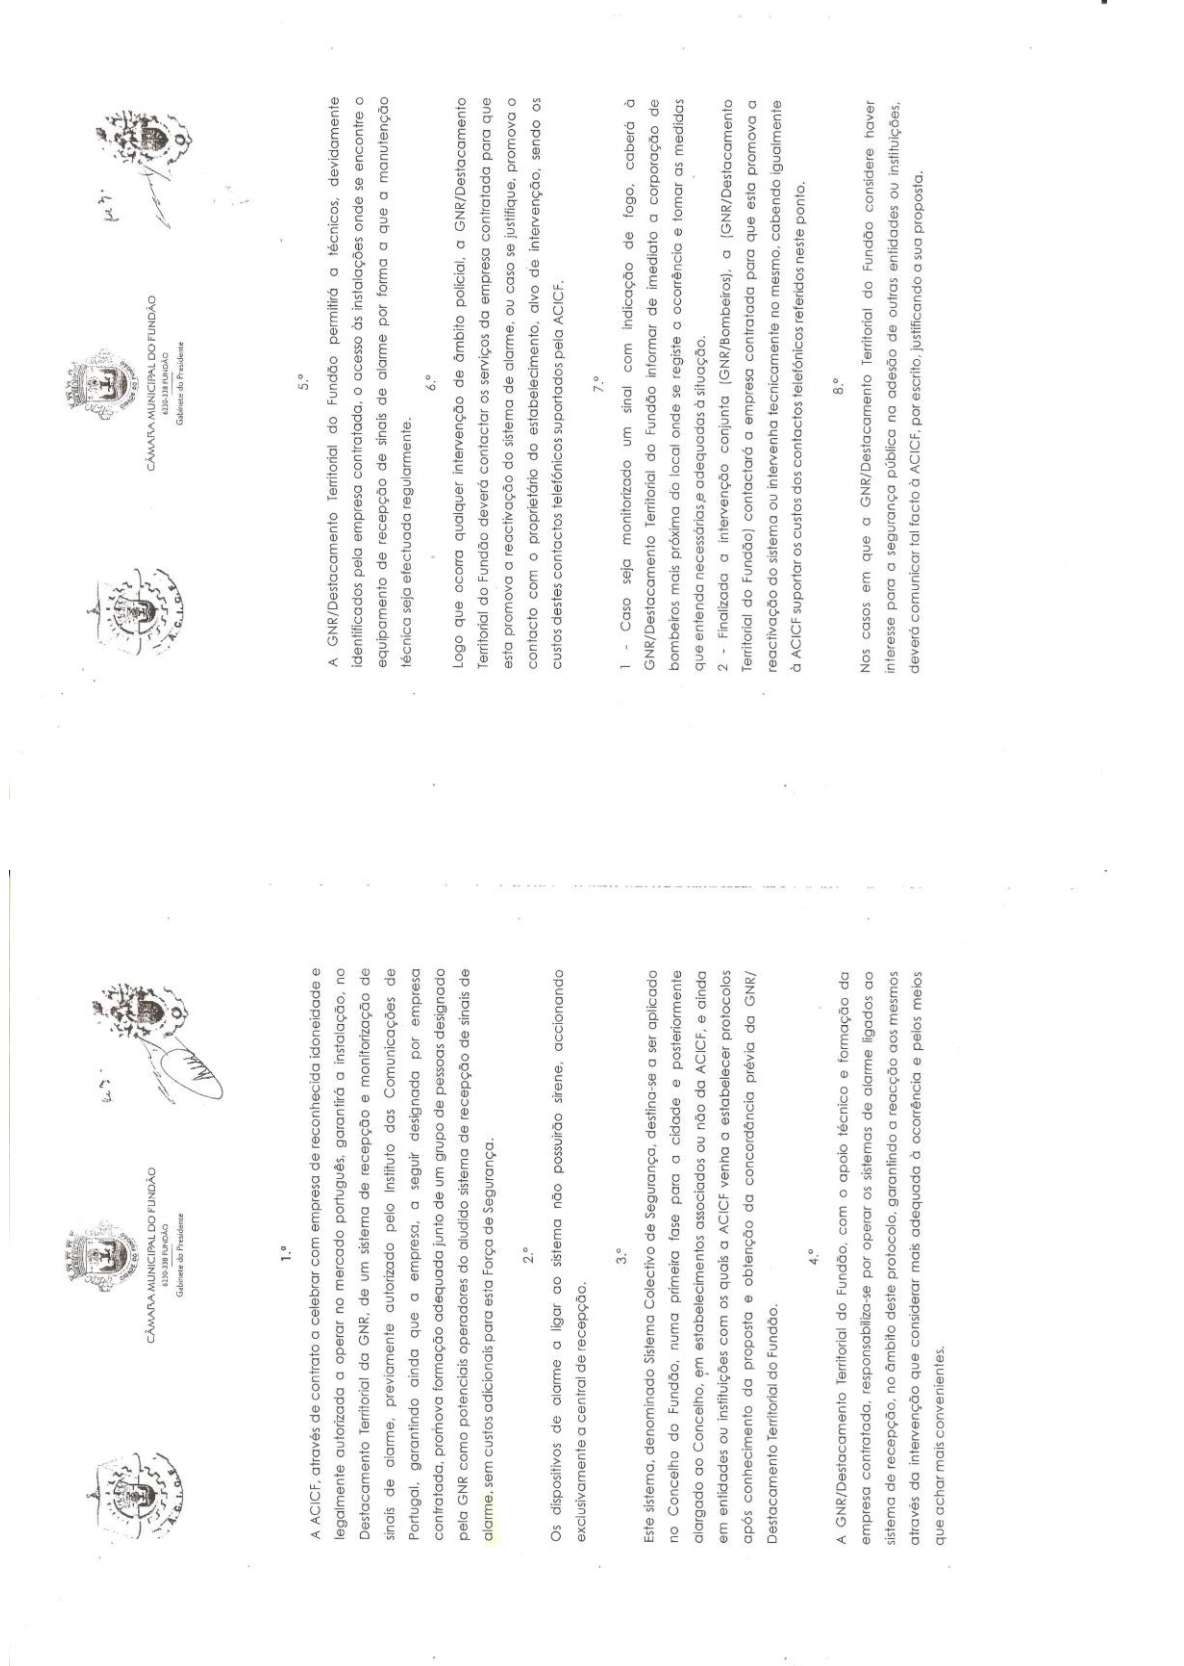 CÂMARA MUNICIPAL DO FUNDÃO
6230-338 FUNDÃO
Gabinete do Presidente
1.º
A ACICF, através de contrato a celebrar com empresa de reconhecida idoneidade e
legalmente autorizada a operar no mercado português, garantirá a instalação, no
Destacamento Territorial da GNR, de um sistema de recepção e monitorização de
sinais de alarme, previamente autorizado pelo Instituto das Comunicações de
Portugal, garantindo ainda que a empresa, a seguir designada por empresa
contratada, promova formação adequada junto de um grupo de pessoas designado
pela GNR como potenciais operadores do aludido sistema de recepção de sinais de
alarme, sem custos adicionais para esta Força de Segurança.
2.º
Os dispositivos de alarme a ligar ao sistema não possuirão sirene, accionando
exclusivamente a central de recepção.
3.º
Este sistema, denominado Sistema Colectivo de Segurança, destina-se a ser aplicado
no Concelho do Fundão, numa primeira fase para a cidade e posteriormente
alargado ao Concelho, em estabelecimentos associados ou não da ACICF, e ainda
em entidades ou instituições com os quais a ACICF venha a estabelecer protocolos
após conhecimento da proposta e obtenção da concordância prévia da GNR/
Destacamento Territorial do Fundão.
4.º
A GNR/Destacamento Territorial do Fundão, com o apoio técnico e formação da
empresa contratada, responsabiliza-se por operar os sistemas de alarme ligados ao
sistema de recepção, no âmbito deste protocolo, garantindo a reacção aos mesmos
através da intervenção que considerar mais adequada à ocorrência e pelos meios
que achar mais convenientes.
CÂMARA MUNICIPAL DO FUNDÃO
6230-338 FUNDÃO
Gabinete do Presidente
5.º
A GNR/Destacamento Territorial do Fundão permitirá a técnicos, devidamente
identificados pela empresa contratada, o acesso às instalações onde se encontre o
equipamento de recepção de sinais de alarme por forma a que a manutenção
técnica seja efectuada regularmente.
6.º
Logo que ocorra qualquer intervenção de âmbito policial, a GNR/Destacamento
Territorial do Fundão deverá contactar os serviços da empresa contratada para que
esta promova a reactivação do sistema de alarme, ou caso se justifique, promova o
contacto com o proprietário do estabelecimento, alvo de intervenção, sendo os
custos destes contactos telefónicos suportados pela ACICF.
7.º
1 - Caso seja monitorizado um sinal com indicação de fogo, caberá à
GNR/Destacamento Territorial do Fundão informar de imediato a corporação de
bombeiros mais próxima do local onde se registe a ocorrência e tomar as medidas
que entenda necessárias e adequadas à situação.
2 - Finalizada a intervenção conjunta (GNR/Bombeiros), a (GNR/Destacamento
Territorial do Fundão) contactará a empresa contratada para que esta promova a
reactivação do sistema ou intervenha tecnicamente no mesmo, cabendo igualmente
à ACICF suportar os custos dos contactos telefónicos referidos neste ponto.
8.º
Nos casos em que a GNR/Destacamento Territorial do Fundão considere haver
interesse para a segurança pública na adesão de outras entidades ou instituições,
deverá comunicar tal facto à ACICF, por escrito, justificando a sua proposta.